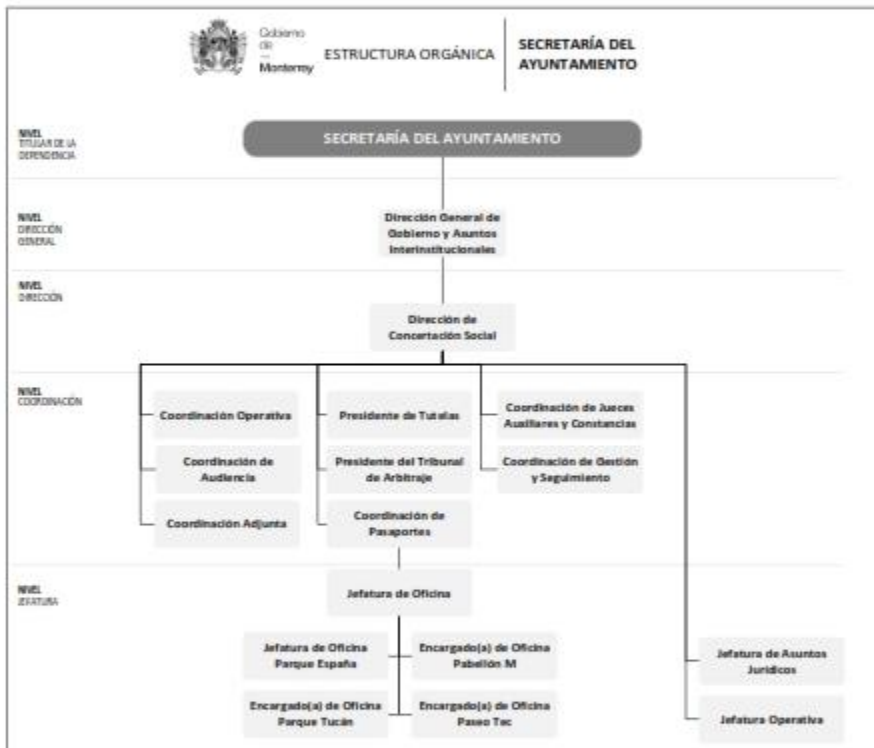 Gobierno
de
Monterrey
ESTRUCTURA ORGÁNICA
SECRETARÍA DEL
AYUNTAMIENTO
NIVEL
TITULAR DE LA
DEPENDENCIA
SECRETARÍA DEL AYUNTAMIENTO
NIVEL
DIRECCIÓN
GENERAL
Dirección General de
Gobierno y Asuntos
Interinstitucionales
NIVEL
DIRECCIÓN
Dirección de
Concertación Social
NIVEL
COORDINACIÓN
Coordinación Operativa
Presidente de Tutelas
Coordinación de Jueces
Auxiliares y Constancias
Coordinación de
Audiencia
Presidente del Tribunal
de Arbitraje
Coordinación de Gestión
y Seguimiento
Coordinación Adjunta
Coordinación de
Pasaportes
NIVEL
JEFATURA
Jefatura de Oficina
Jefatura de Oficina
Parque España
Encargado(a) de Oficina
Pabellón M
Jefatura de Asuntos
Jurídicos
Encargado(a) de Oficina
Parque Tucán
Encargado(a) de Oficina
Paseo Tec
Jefatura Operativa